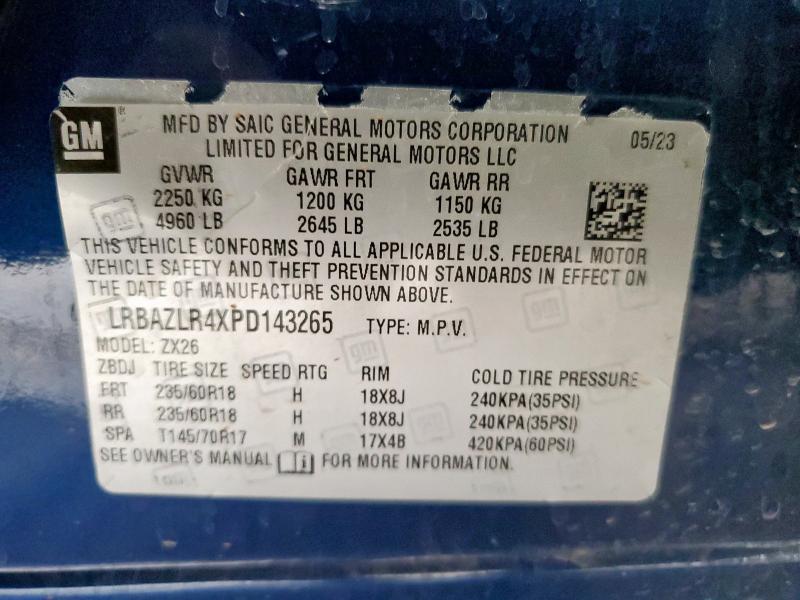 GM
MFD BY SAIC GENERAL MOTORS CORPORATION 05/23
LIMITED FOR GENERAL MOTORS LLC
GVWR GAWR FRT GAWR RR
2250 KG 1200 KG 1150 KG
4960 LB 2645 LB 2535 LB
THIS VEHICLE CONFORMS TO ALL APPLICABLE U.S. FEDERAL MOTOR
VEHICLE SAFETY AND THEFT PREVENTION STANDARDS IN EFFECT ON
THE DATE OF MANUFACTURE SHOWN ABOVE.
LRBAZLR4XPD143265 TYPE: M.P.V.
MODEL: ZX26
ZBDJ TIRE SIZE SPEED RTG RIM COLD TIRE PRESSURE
FRT 235/60R18 H 18X8J 240KPA(35PSI)
RR 235/60R18 H 18X8J 240KPA(35PSI)
SPA T145/70R17 M 17X4B 420KPA(60PSI)
SEE OWNER'S MANUAL i FOR MORE INFORMATION.